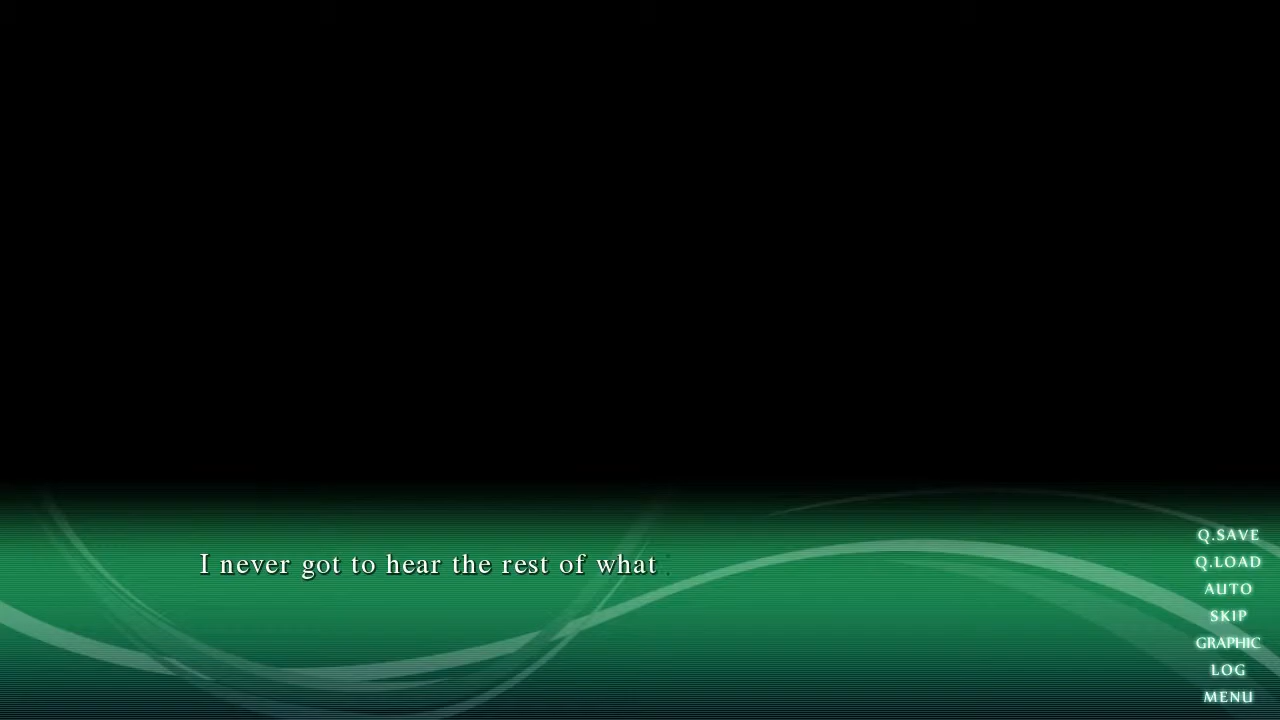 I never got to hear the rest of what
Q.SAVE
Q.LOAD
AUTO
SKIP
GRAPHIC
LOG
MENU